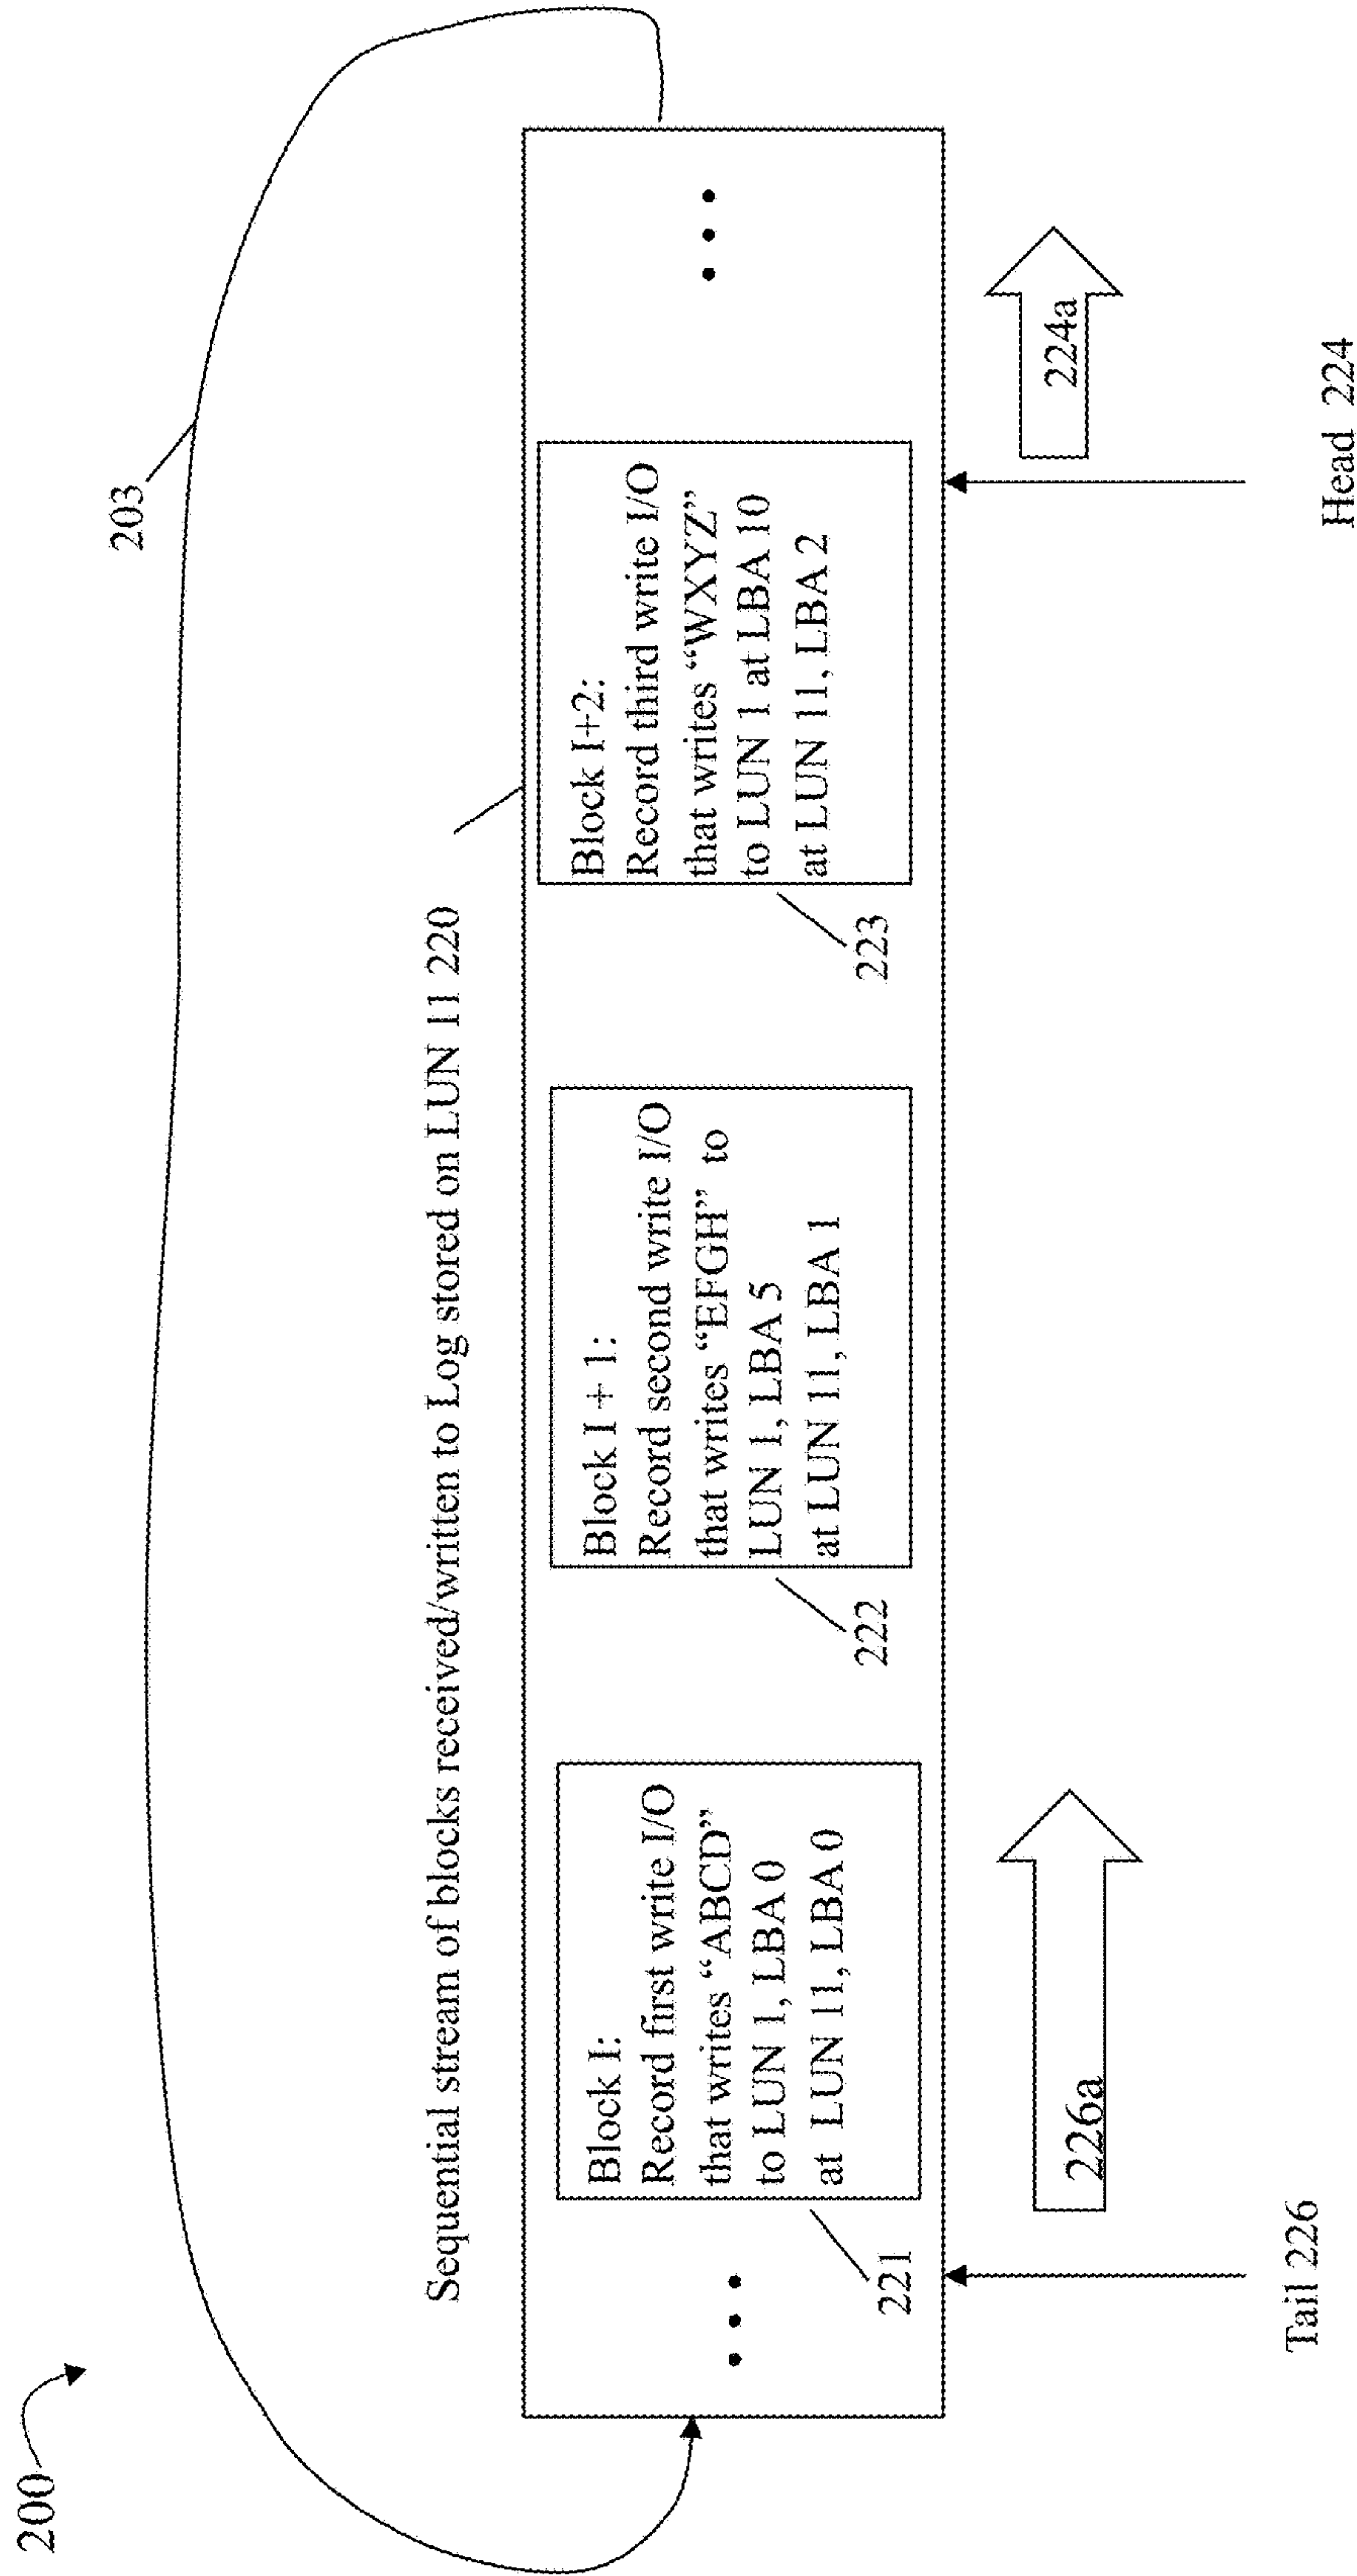 200
203
Sequential stream of blocks received/written to Log stored on LUN 11 220
Block I:
Record first write I/O
that writes “ABCD”
to LUN 1, LBA 0
at LUN 11, LBA 0
221
Block I + 1:
Record second write I/O
that writes “EFGH” to
LUN 1, LBA 5
at LUN 11, LBA 1
222
Block I+2:
Record third write I/O
that writes “WXYZ”
to LUN 1 at LBA 10
at LUN 11, LBA 2
223
226a
224a
Tail 226
Head 224